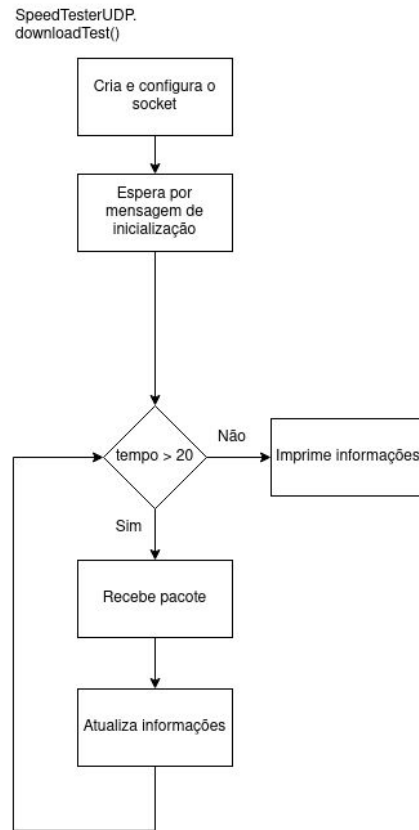 SpeedTesterUDP.
downloadTest()
Cria e configura o
socket
Espera por
mensagem de
inicialização
tempo > 20
Não
Imprime informações
Sim
Recebe pacote
Atualiza informações